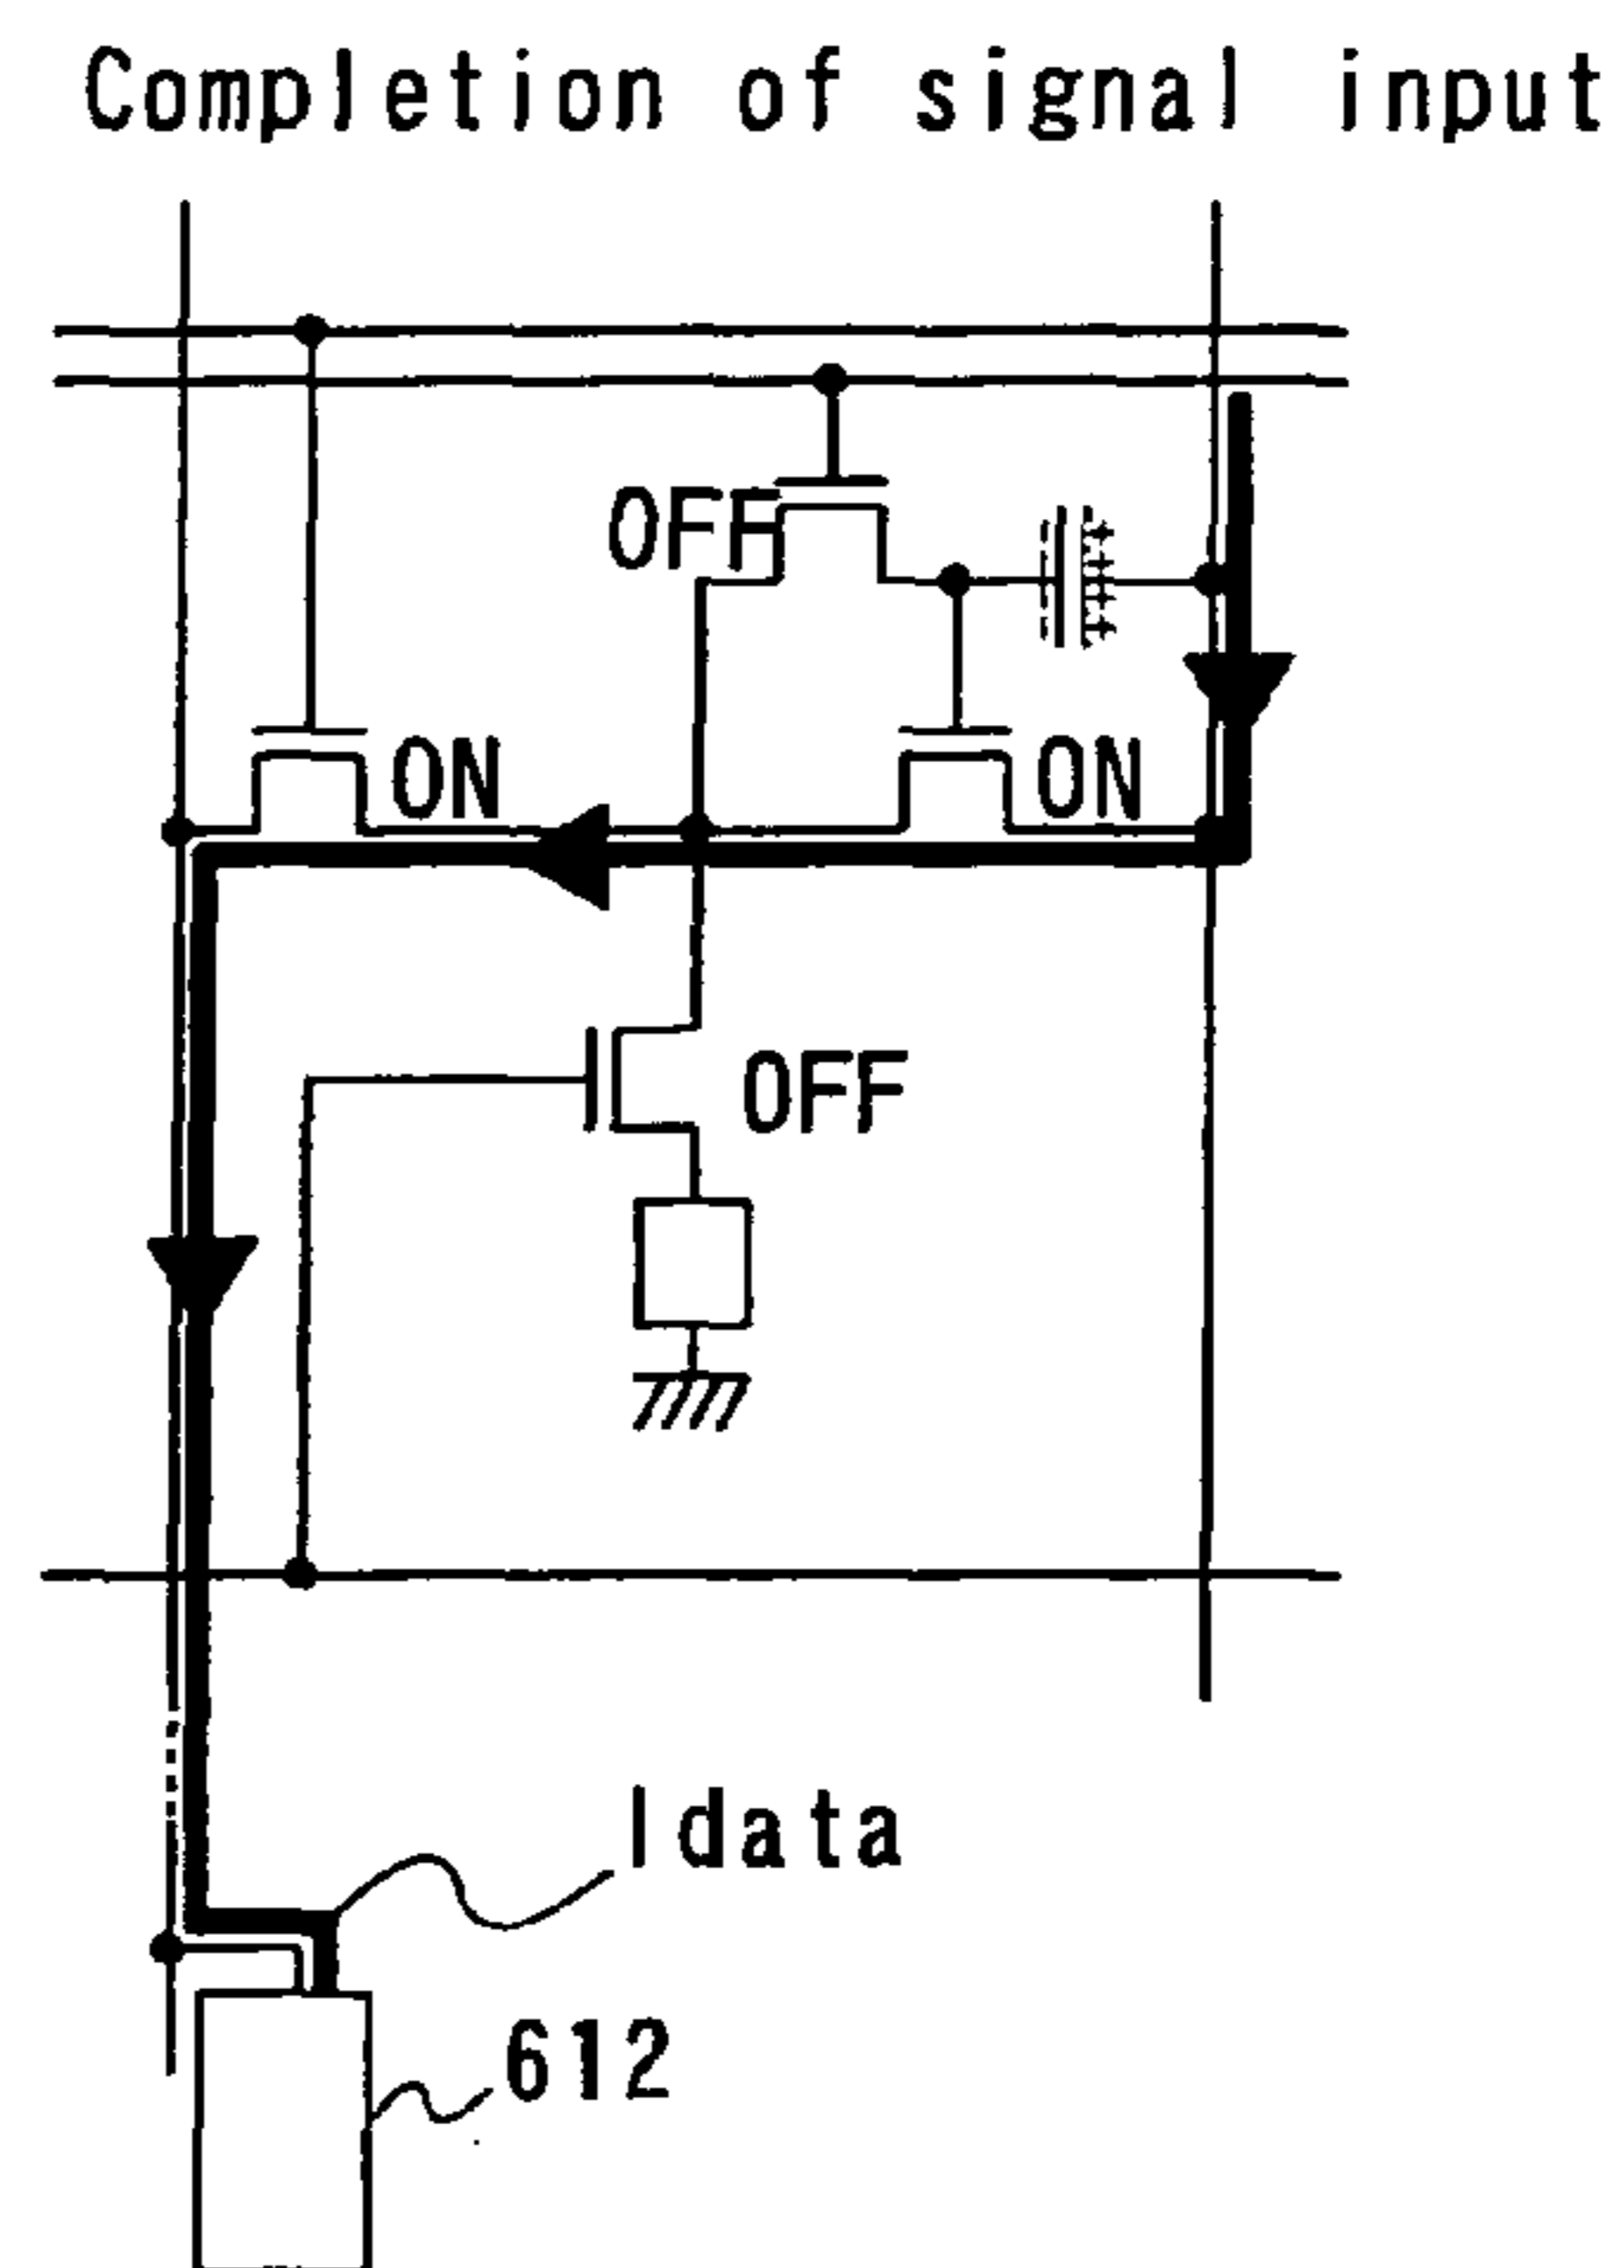 Completion of signal input
OFF
ON
ON
OFF
Idata
612